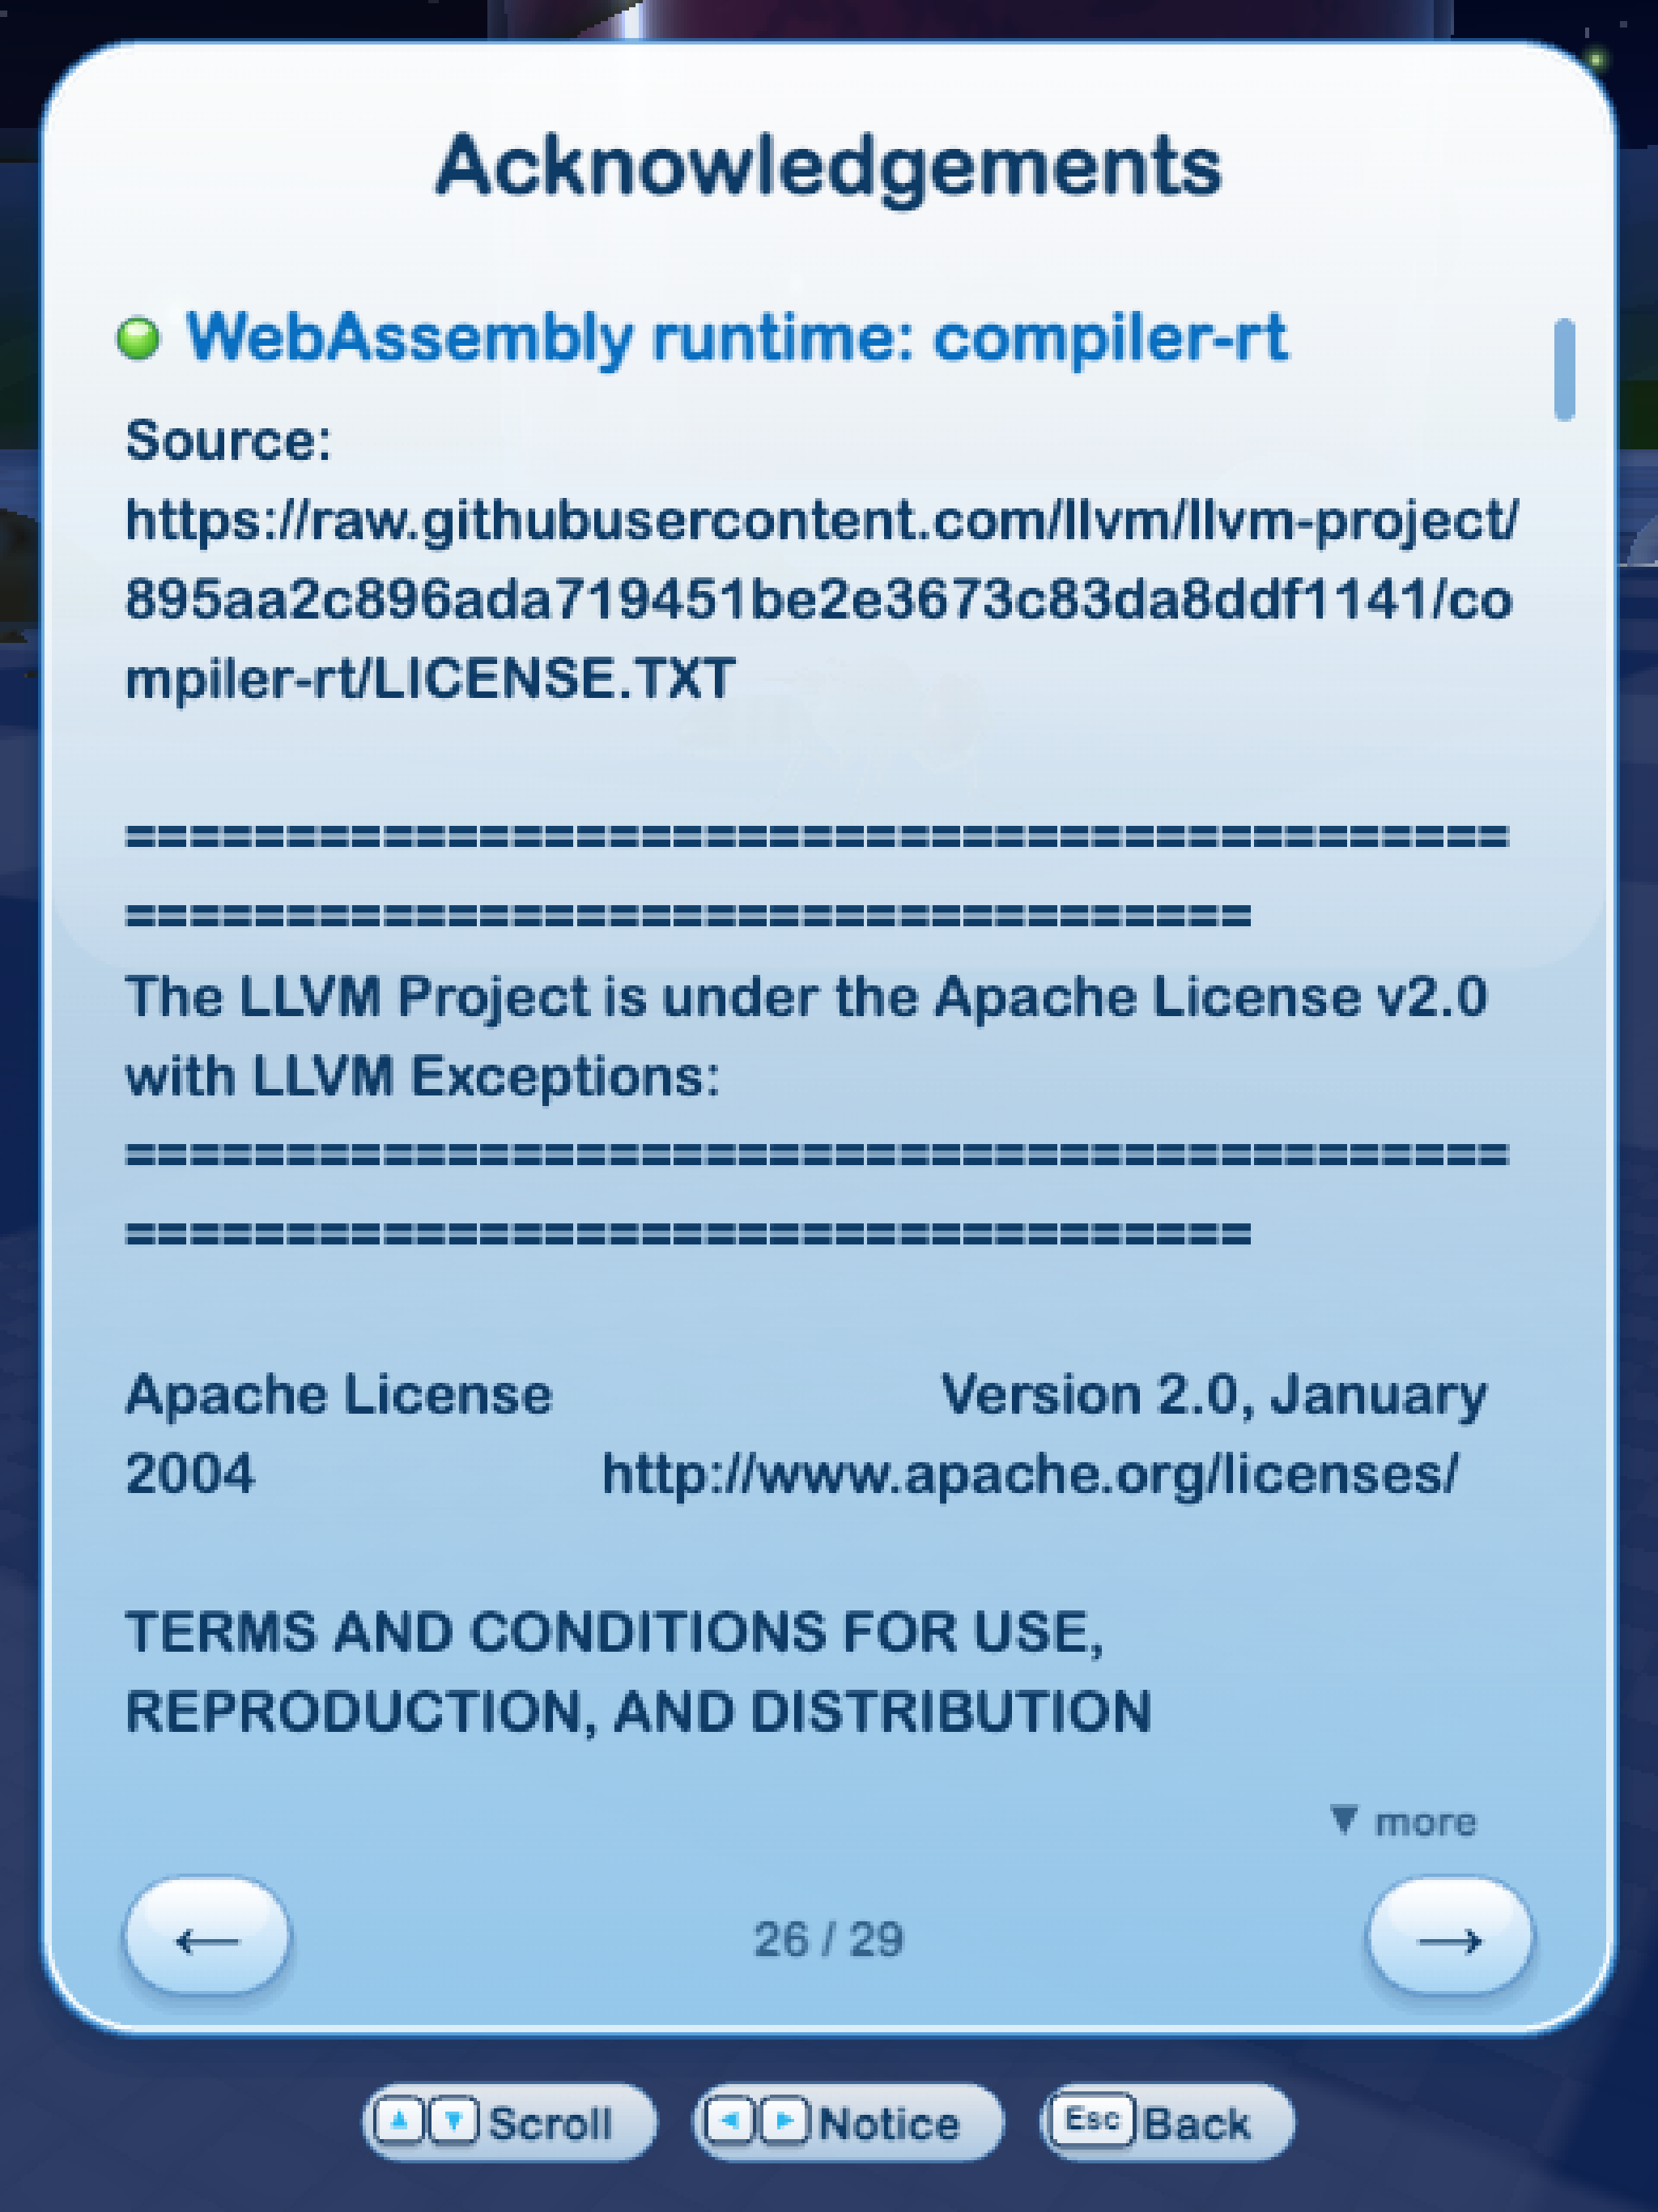 Acknowledgements
WebAssembly runtime: compiler-rt
Source:
https://raw.githubusercontent.com/llvm/llvm-project/
895aa2c896ada719451be2e3673c83da8ddf1141/co
mpiler-rt/LICENSE.TXT
===========================================
===================================
The LLVM Project is under the Apache License v2.0
with LLVM Exceptions:
===========================================
===================================
Apache License Version 2.0, January
2004 http://www.apache.org/licenses/
TERMS AND CONDITIONS FOR USE,
REPRODUCTION, AND DISTRIBUTION
▼ more
← 26 / 29 →
▲ ▼ Scroll ◄ ► Notice Esc Back